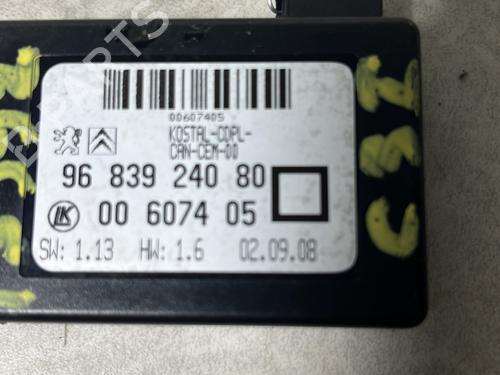 00607405
KOSTAL-CDPL-
CAN-CEM-00
96 839 240 80
LK 00 6074 05
SW: 1.13 HW: 1.6 02.09.08